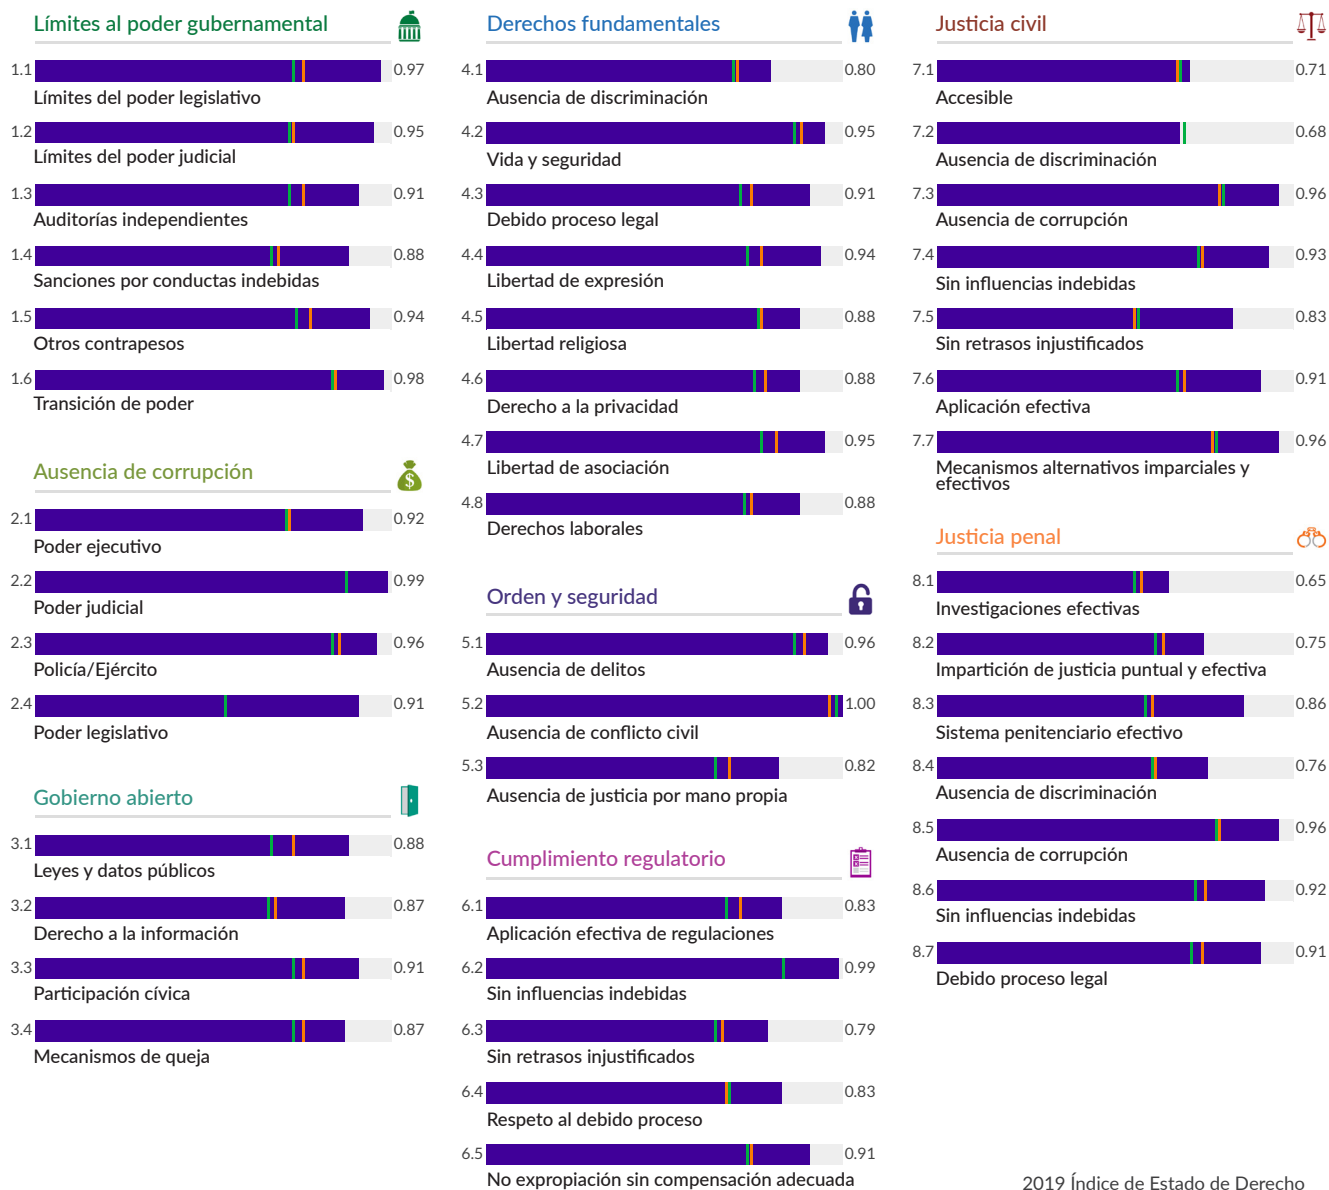 Límites al poder gubernamental
1.1 0.97
Límites del poder legislativo
1.2 0.95
Límites del poder judicial
1.3 0.91
Auditorías independientes
1.4 0.88
Sanciones por conductas indebidas
1.5 0.94
Otros contrapesos
1.6 0.98
Transición de poder
Ausencia de corrupción
$
2.1 0.92
Poder ejecutivo
2.2 0.99
Poder judicial
2.3 0.96
Policía/Ejército
2.4 0.91
Poder legislativo
Gobierno abierto
3.1 0.88
Leyes y datos públicos
3.2 0.87
Derecho a la información
3.3 0.91
Participación cívica
3.4 0.87
Mecanismos de queja
Derechos fundamentales
4.1 0.80
Ausencia de discriminación
4.2 0.95
Vida y seguridad
4.3 0.91
Debido proceso legal
4.4 0.94
Libertad de expresión
4.5 0.88
Libertad religiosa
4.6 0.88
Derecho a la privacidad
4.7 0.95
Libertad de asociación
4.8 0.88
Derechos laborales
Orden y seguridad
5.1 0.96
Ausencia de delitos
5.2 1.00
Ausencia de conflicto civil
5.3 0.82
Ausencia de justicia por mano propia
Cumplimiento regulatorio
6.1 0.83
Aplicación efectiva de regulaciones
6.2 0.99
Sin influencias indebidas
6.3 0.79
Sin retrasos injustificados
6.4 0.83
Respeto al debido proceso
6.5 0.91
No expropiación sin compensación adecuada
Justicia civil
7.1 0.71
Accesible
7.2 0.68
Ausencia de discriminación
7.3 0.96
Ausencia de corrupción
7.4 0.93
Sin influencias indebidas
7.5 0.83
Sin retrasos injustificados
7.6 0.91
Aplicación efectiva
7.7 0.96
Mecanismos alternativos imparciales y
efectivos
Justicia penal
8.1 0.65
Investigaciones efectivas
8.2 0.75
Impartición de justicia puntual y efectiva
8.3 0.86
Sistema penitenciario efectivo
8.4 0.76
Ausencia de discriminación
8.5 0.96
Ausencia de corrupción
8.6 0.92
Sin influencias indebidas
8.7 0.91
Debido proceso legal
2019 Índice de Estado de Derecho